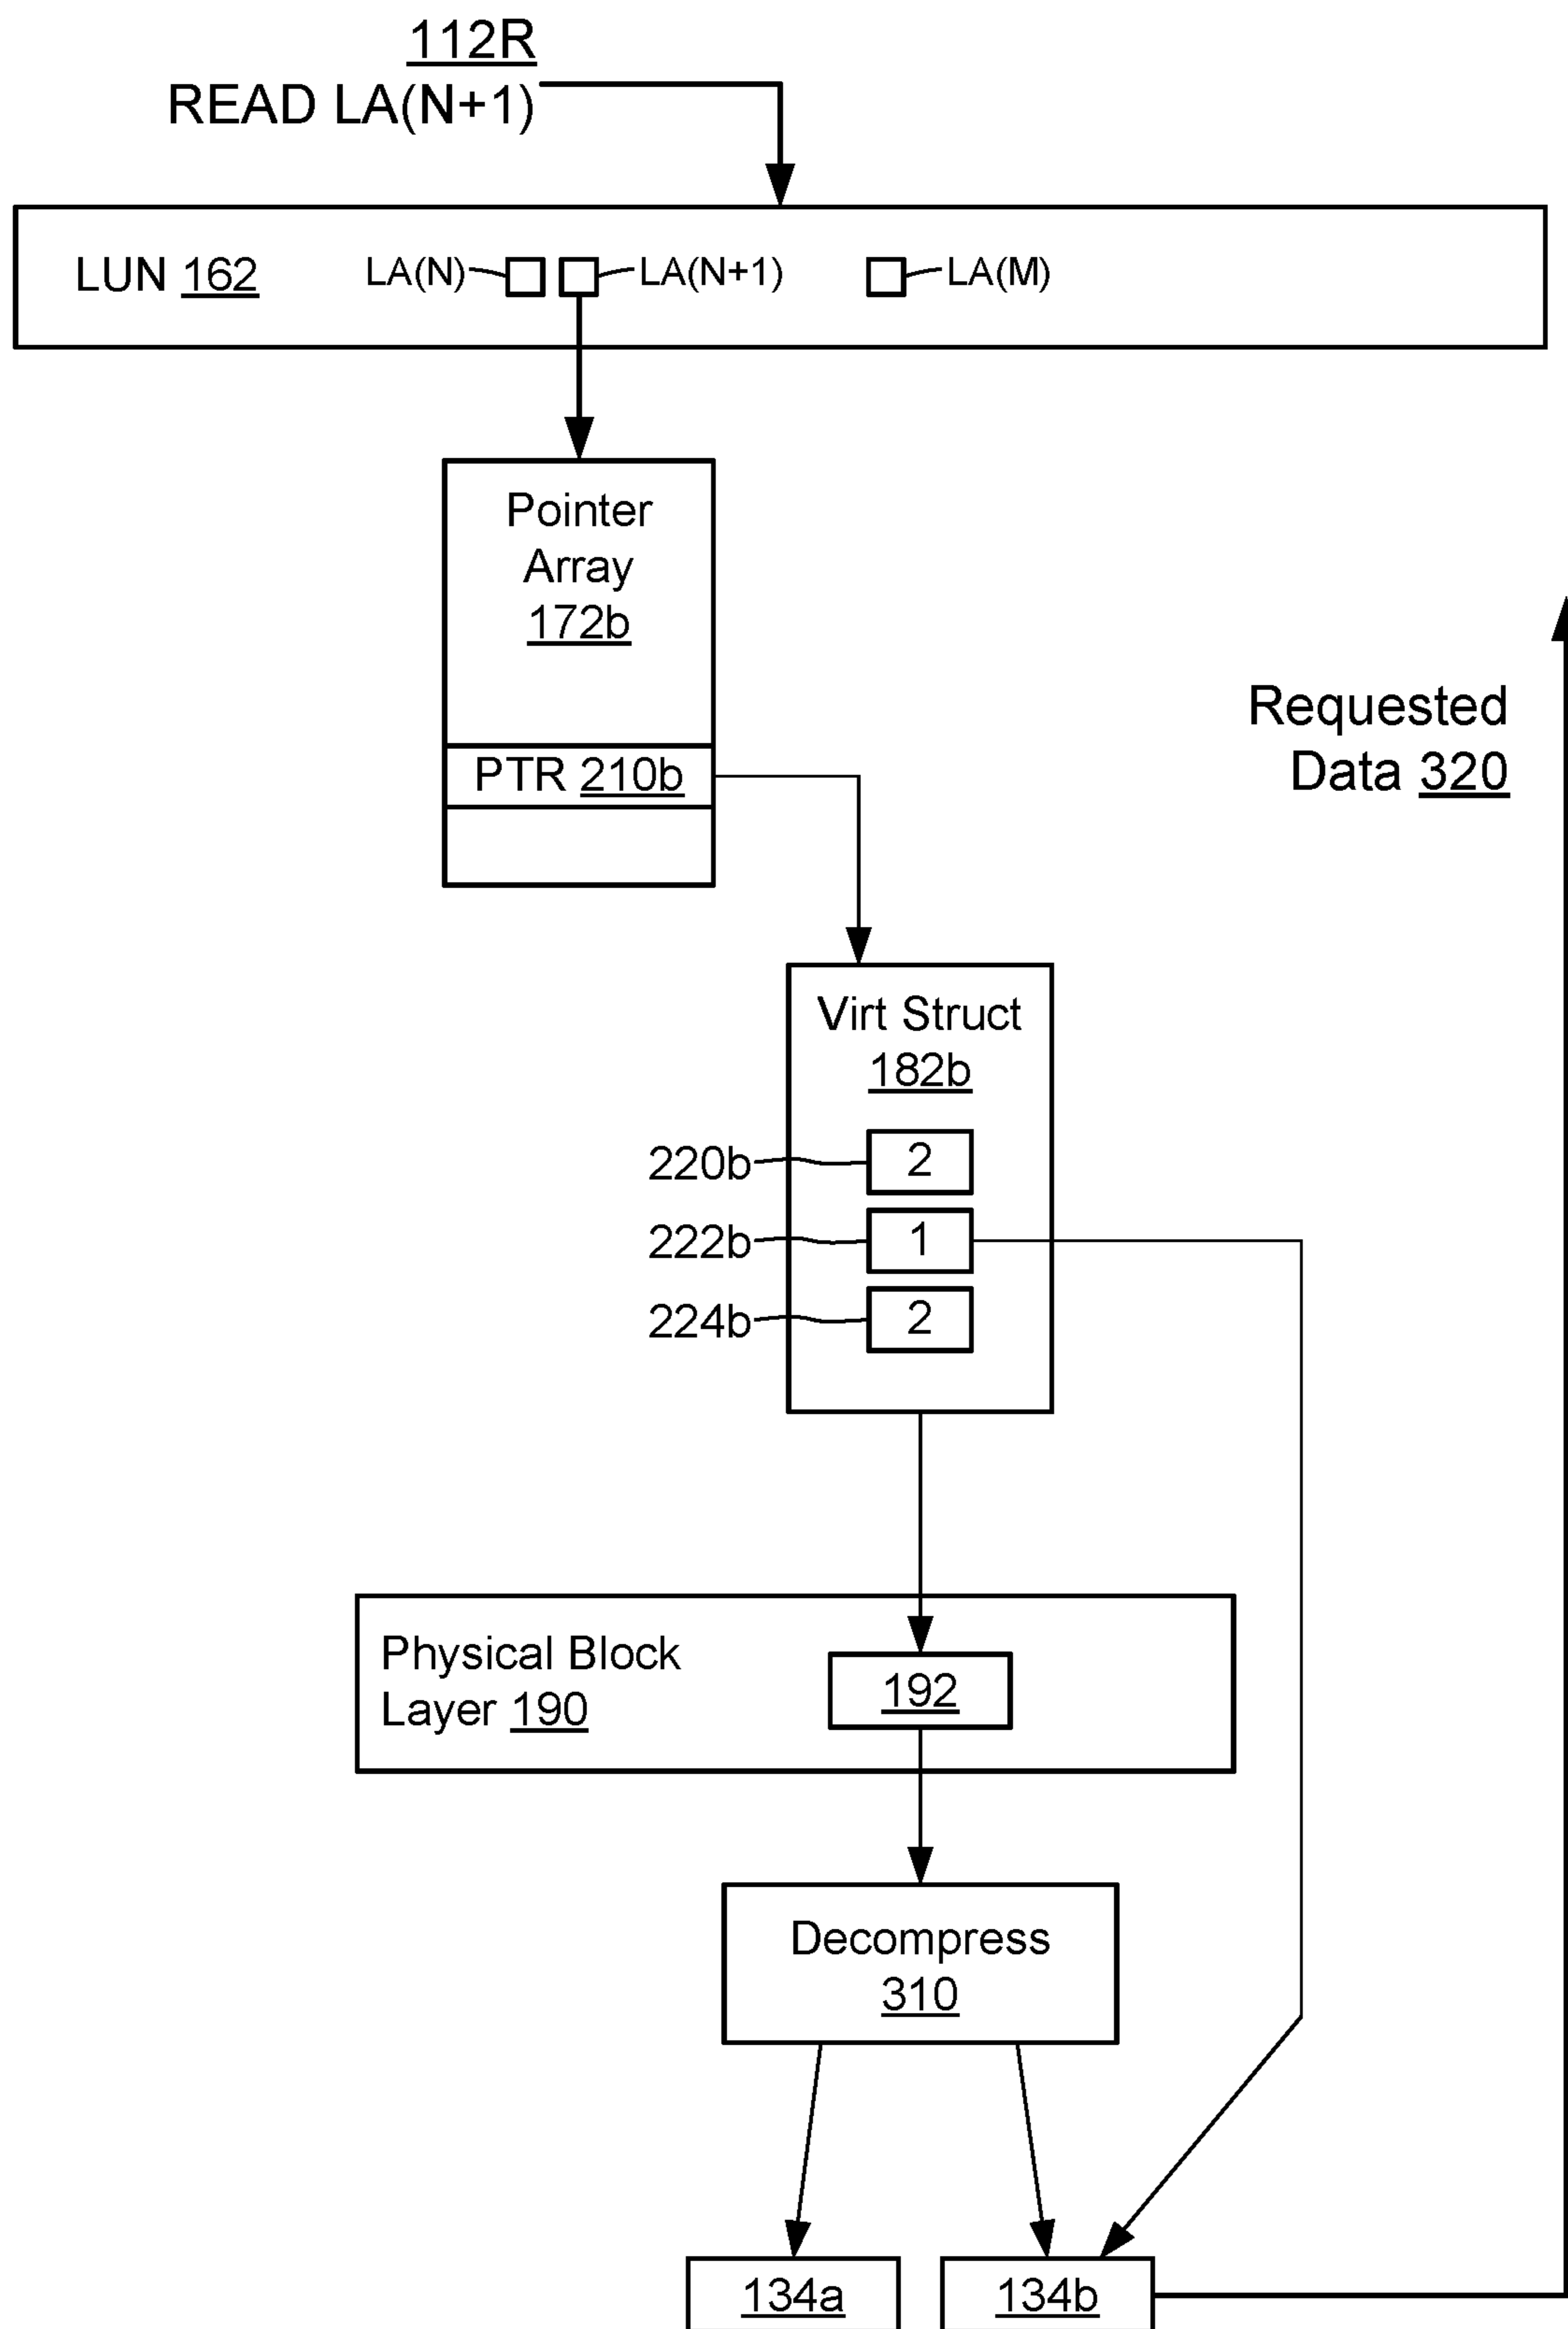 112R
READ LA(N+1)
LUN 162
LA(N)
LA(N+1)
LA(M)
Pointer
Array
172b
PTR 210b
Requested
Data 320
Virt Struct
182b
220b
2
222b
1
224b
2
Physical Block
Layer 190
192
Decompress
310
134a
134b